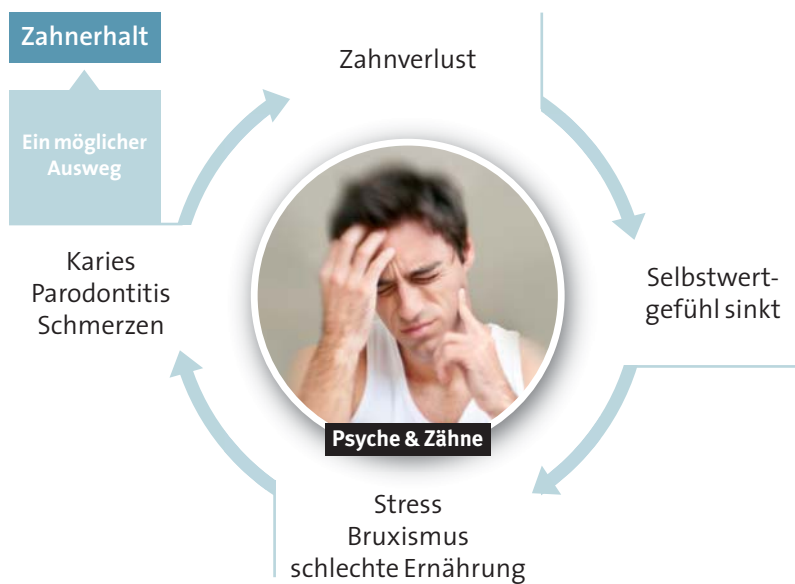 Zahnerhalt
Ein möglicher
Ausweg
Zahnverlust
Selbstwert-
gefühl sinkt
Stress
Bruxismus
schlechte Ernährung
Karies
Parodontitis
Schmerzen
Psyche & Zähne